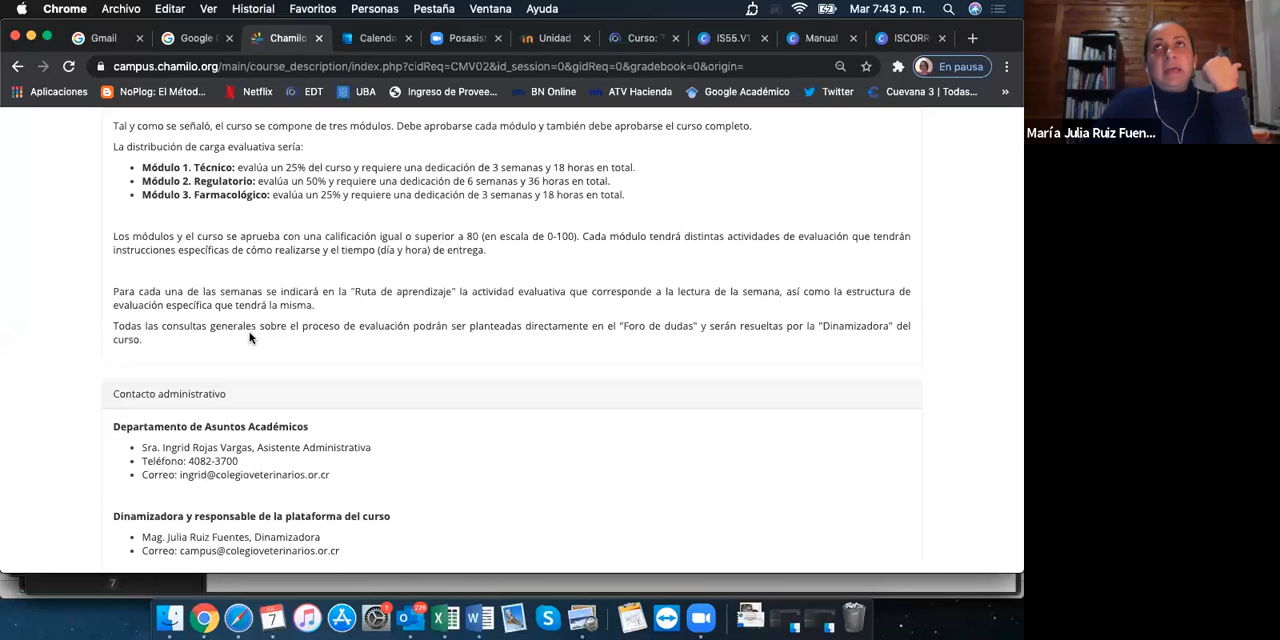 Chrome Archivo Editar Ver Historial Favoritos Personas Pestaña Ventana Ayuda Mar 7:43 p. m.
Gmail Google Chamilo Calenda Posasist Unidad Curso: IS55.V1 Manual ISCORR
campus.chamilo.org/main/course_description/index.php?cidReq=CMV02&id_session=0&gidReq=0&gradebook=0&origin= En pausa
Aplicaciones NoPlog: El Métod... Netflix EDT UBA Ingreso de Provee... BN Online ATV Hacienda Google Académico Twitter Cuevana 3 | Todas... »
María Julia Ruiz Fuen...
Tal y como se señaló, el curso se compone de tres módulos. Debe aprobarse cada módulo y también debe aprobarse el curso completo.
La distribución de carga evaluativa sería:
• Módulo 1. Técnico: evalúa un 25% del curso y requiere una dedicación de 3 semanas y 18 horas en total.
• Módulo 2. Regulatorio: evalúa un 50% y requiere una dedicación de 6 semanas y 36 horas en total.
• Módulo 3. Farmacológico: evalúa un 25% y requiere una dedicación de 3 semanas y 18 horas en total.
Los módulos y el curso se aprueba con una calificación igual o superior a 80 (en escala de 0-100). Cada módulo tendrá distintas actividades de evaluación que tendrán
instrucciones específicas de cómo realizarse y el tiempo (día y hora) de entrega.
Para cada una de las semanas se indicará en la "Ruta de aprendizaje" la actividad evaluativa que corresponde a la lectura de la semana, así como la estructura de
evaluación específica que tendrá la misma.
Todas las consultas generales sobre el proceso de evaluación podrán ser planteadas directamente en el "Foro de dudas" y serán resueltas por la "Dinamizadora" del
curso.
Contacto administrativo
Departamento de Asuntos Académicos
• Sra. Ingrid Rojas Vargas, Asistente Administrativa
• Teléfono: 4082-3700
• Correo: ingrid@colegioveterinarios.or.cr
Dinamizadora y responsable de la plataforma del curso
• Mag. Julia Ruiz Fuentes, Dinamizadora
• Correo: campus@colegioveterinarios.or.cr
7